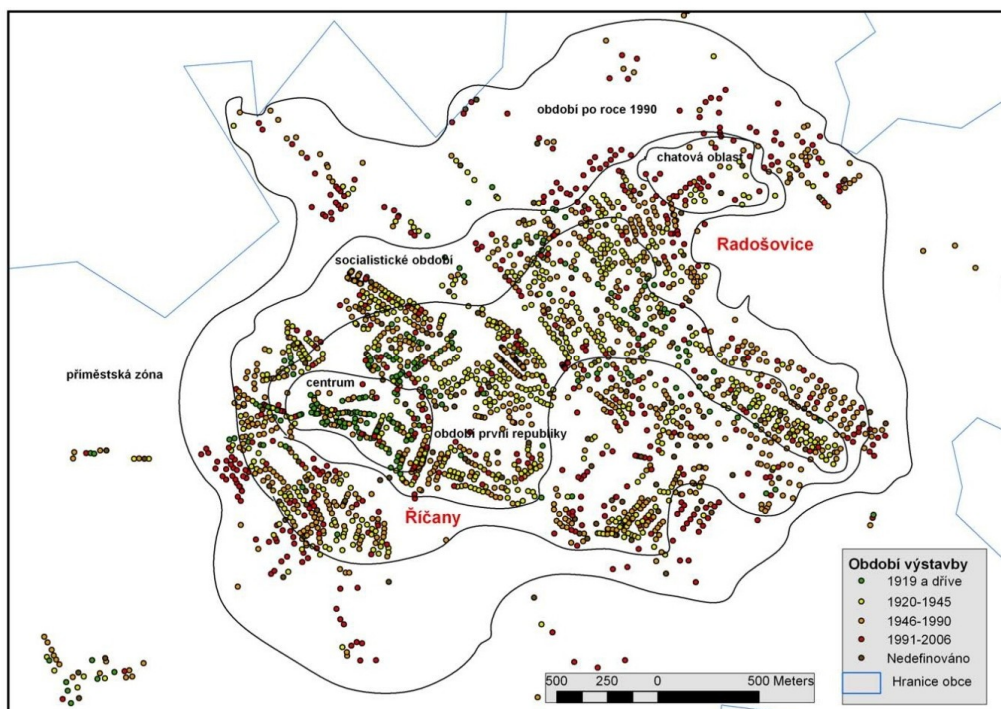 období po roce 1990
chatová oblast
Radošovice
socialistické období
příměstská zóna
centrum
období první republiky
Říčany
Období výstavby
1919 a dříve
1920-1945
1946-1990
1991-2006
Nedefinováno
Hranice obce
500 250 0 500 Meters